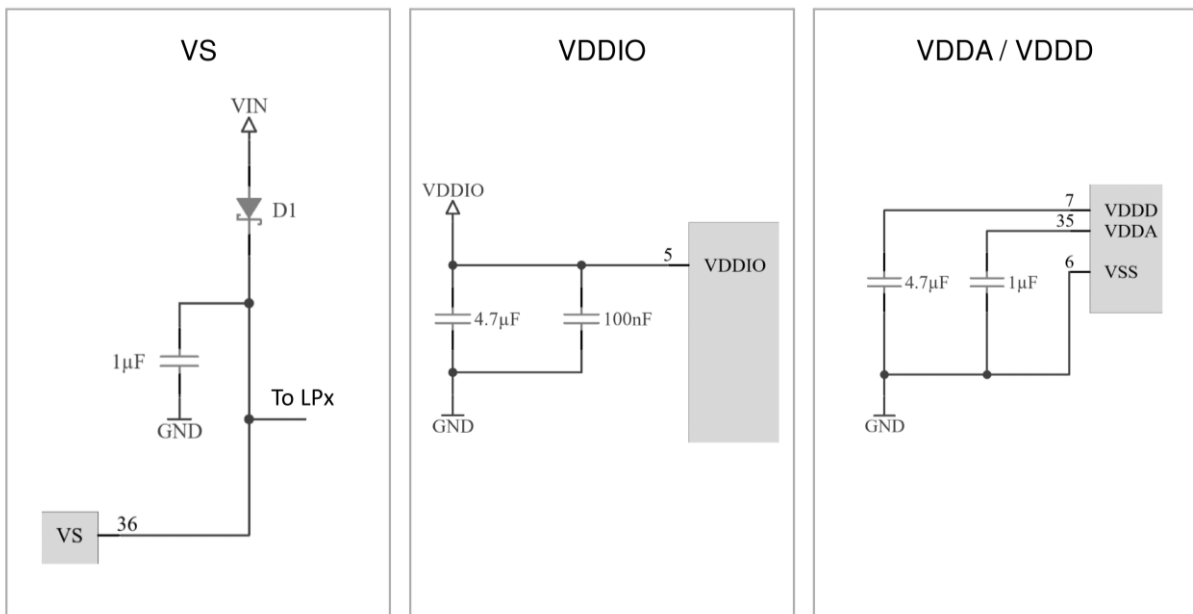 VS
VIN
D1
1µF
GND
To LPx
VS
36
VDDIO
VDDIO
5
VDDIO
4.7µF
100nF
GND
VDDA / VDDD
7
VDDD
35
VDDA
6
VSS
4.7µF
1µF
GND